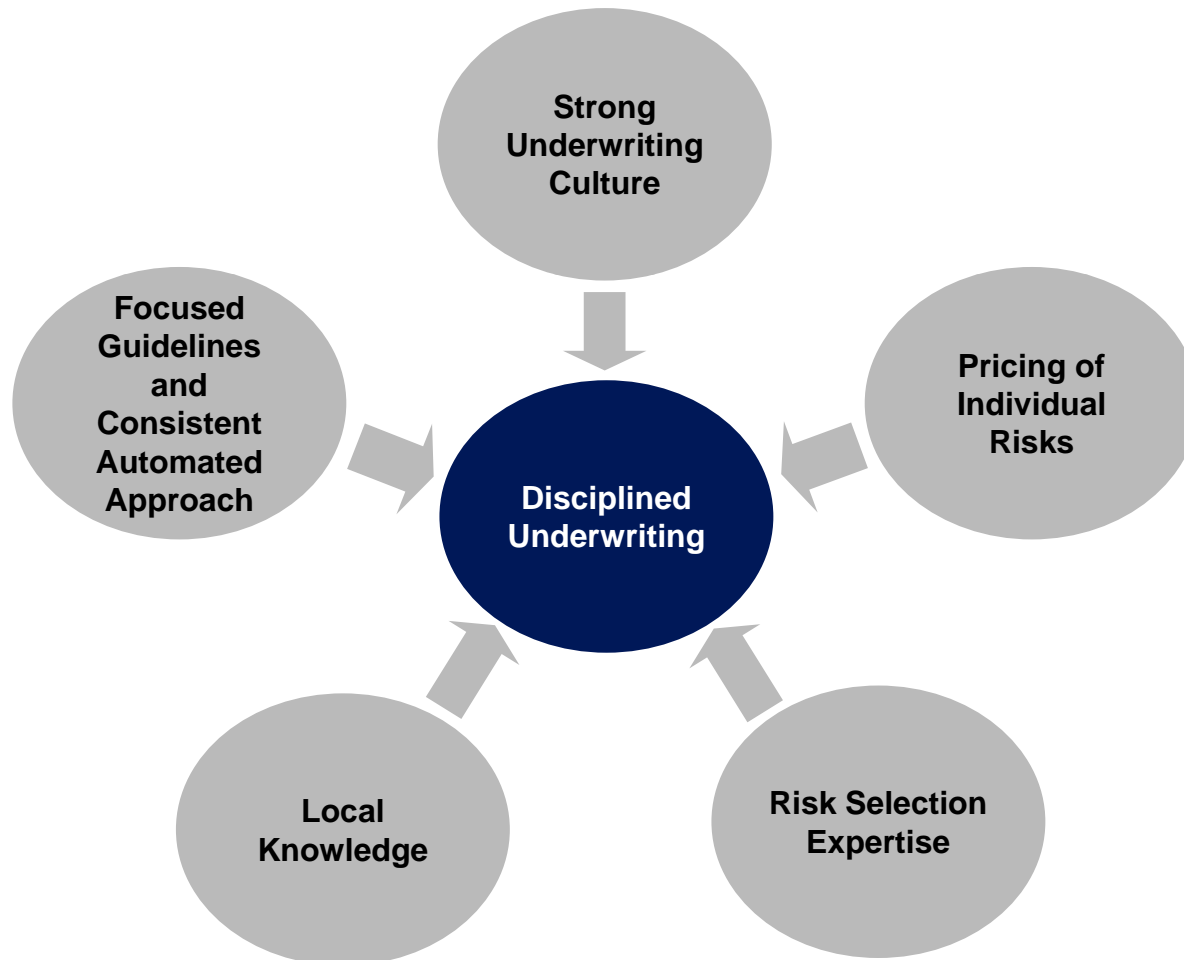 Strong
Underwriting
Culture
Focused
Guidelines
and
Consistent
Automated
Approach
Pricing of
Individual
Risks
Disciplined
Underwriting
Local
Knowledge
Risk Selection
Expertise